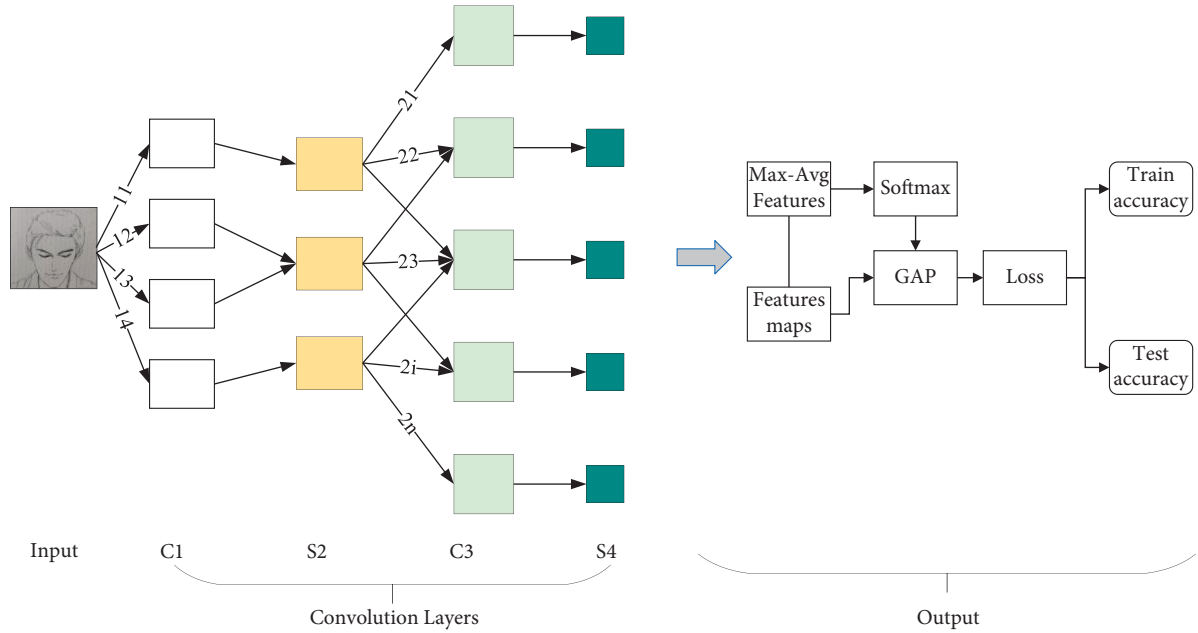 11
12
13
14
21
22
23
2i
2n
Input
C1
S2
C3
S4
Convolution Layers
Max-Avg
Features
Softmax
Features
maps
GAP
Loss
Train
accuracy
Test
accuracy
Output